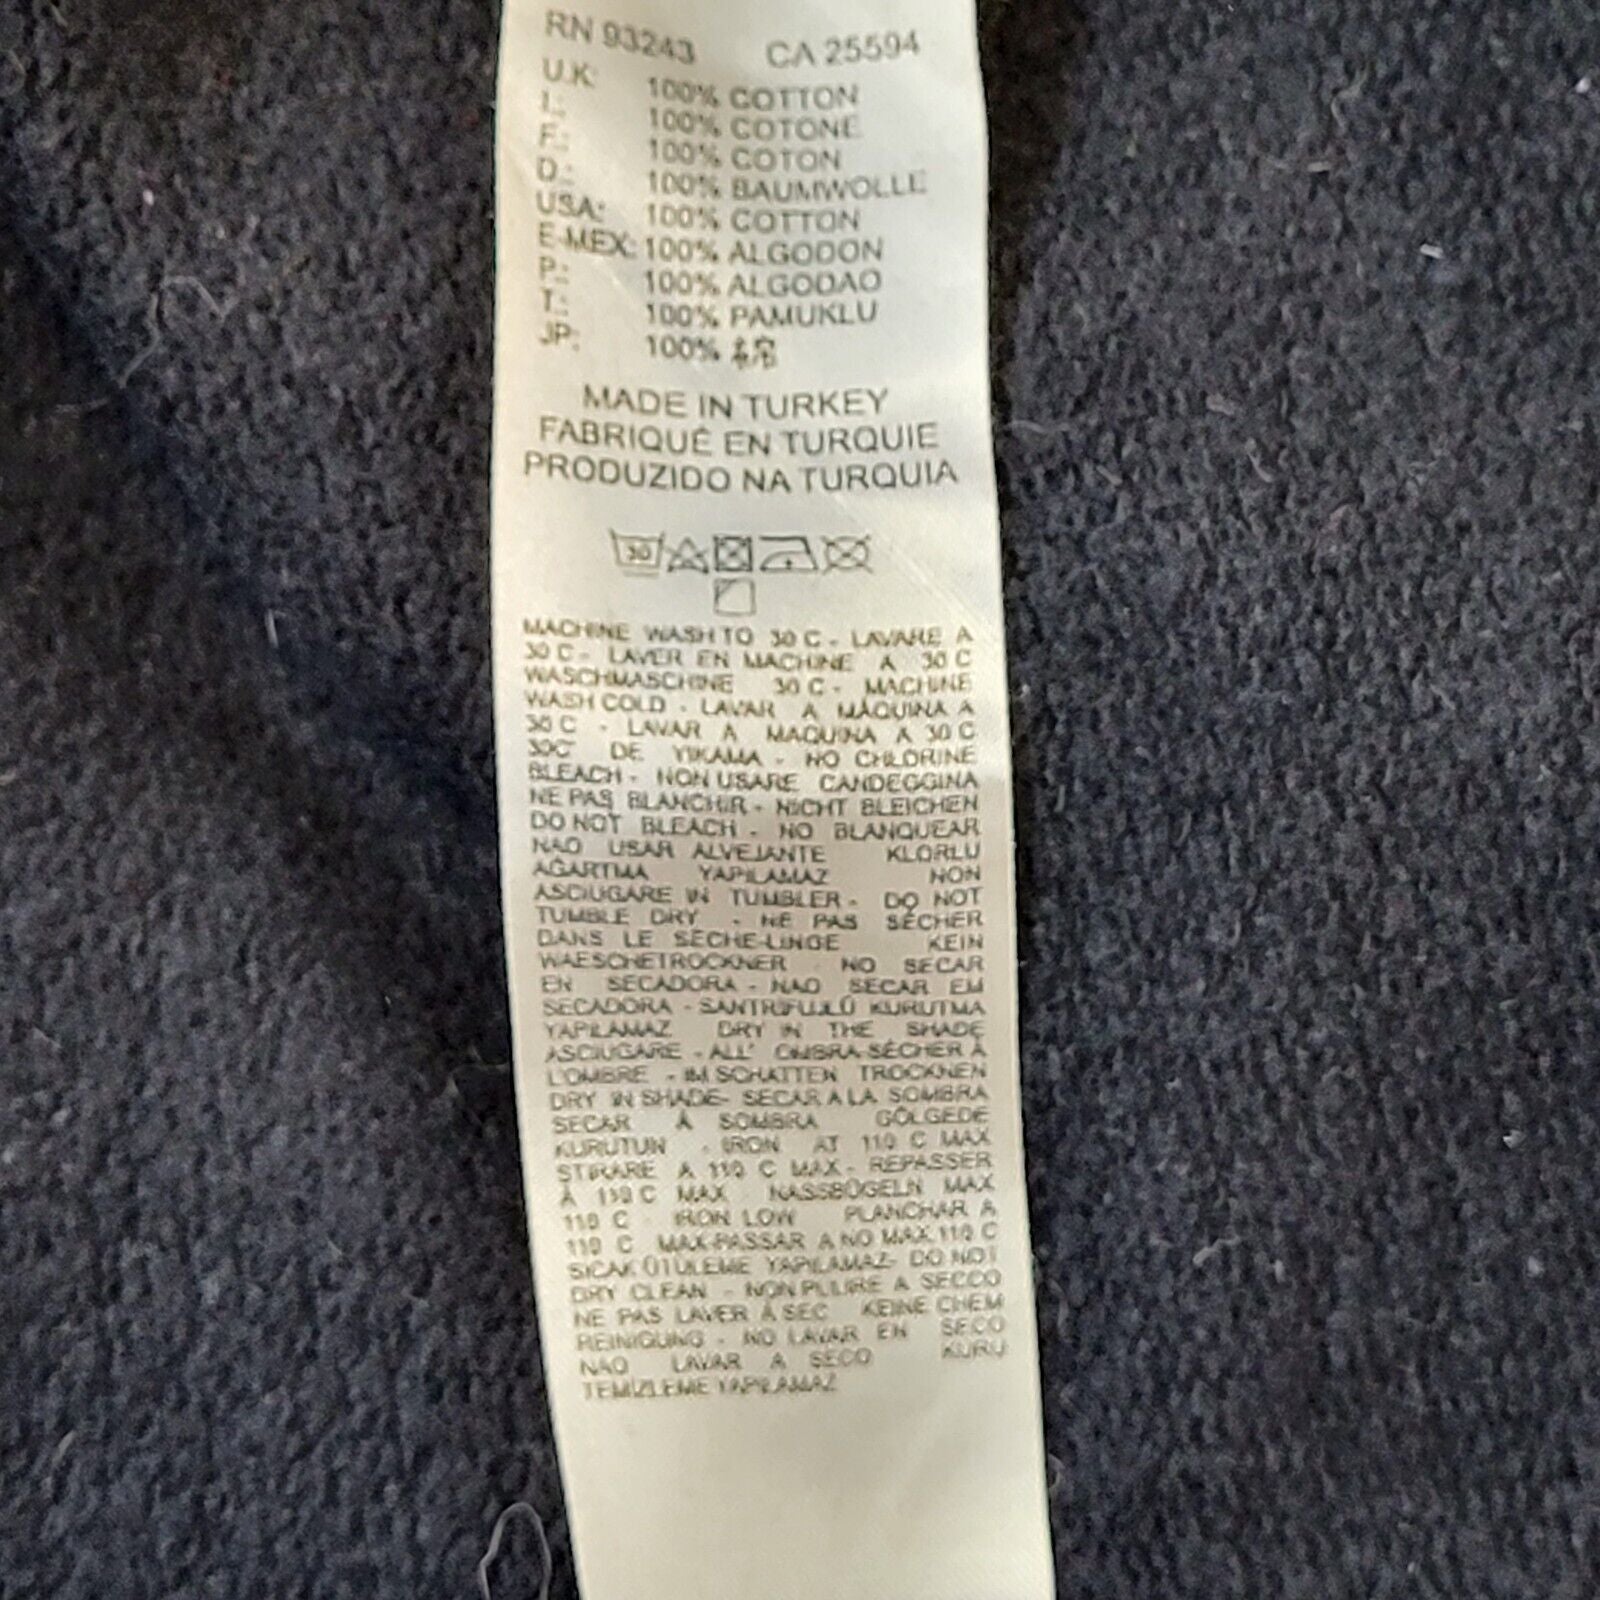 RN 93243 CA 25594
U.K: 100% COTTON
I.: 100% COTONE
F.: 100% COTON
D.: 100% BAUMWOLLE
USA: 100% COTTON
E-MEX: 100% ALGODON
P.: 100% ALGODAO
T.: 100% PAMUKLU
JP: 100% 綿
MADE IN TURKEY
FABRIQUÉ EN TURQUIE
PRODUZIDO NA TURQUIA
30
MACHINE WASH TO 30 C - LAVARE A
30 C - LAVER EN MACHINE A 30 C
WASCHMASCHINE 30 C - MACHINE
WASH COLD - LAVAR A MÁQUINA A
30 C - LAVAR A MAQUINA A 30 C
30C DE YIKAMA - NO CHLORINE
BLEACH - NON USARE CANDEGGINA
NE PAS BLANCHIR - NICHT BLEICHEN
DO NOT BLEACH - NO BLANQUEAR
NAO USAR ALVEJANTE KLORLU
AGARTMA YAPILAMAZ NON
ASCIUGARE IN TUMBLER - DO NOT
TUMBLE DRY - NE PAS SÉCHER
DANS LE SÈCHE-LINGE KEIN
WAESCHETROCKNER NO SECAR
EN SECADORA - NAO SECAR EM
SECADORA - SANTRIFUJLÜ KURUTMA
YAPILAMAZ DRY IN THE SHADE
ASCIUGARE - ALL' OMBRA-SÉCHER À
L'OMBRE - IM SCHATTEN TROCKNEN
DRY IN SHADE- SECAR A LA SOMBRA
SECAR À SOMBRA GÖLGEDE
KURUTUN - IRON AT 110 C MAX
STIRARE A 110 C MAX - REPASSER
À 110 C MAX NASSBÜGELN MAX
110 C - IRON LOW PLANCHAR A
110 C MAX-PASSAR A NO MAX 110 C
SICAK ÜTÜLEME YAPILAMAZ- DO NOT
DRY CLEAN - NON PULIRE A SECCO
NE PAS LAVER À SEC KEINE CHEM
REINIGUNG - NO LAVAR EN SECO
NAO LAVAR A SECO KURU
TEMİZLEME YAPILAMAZ